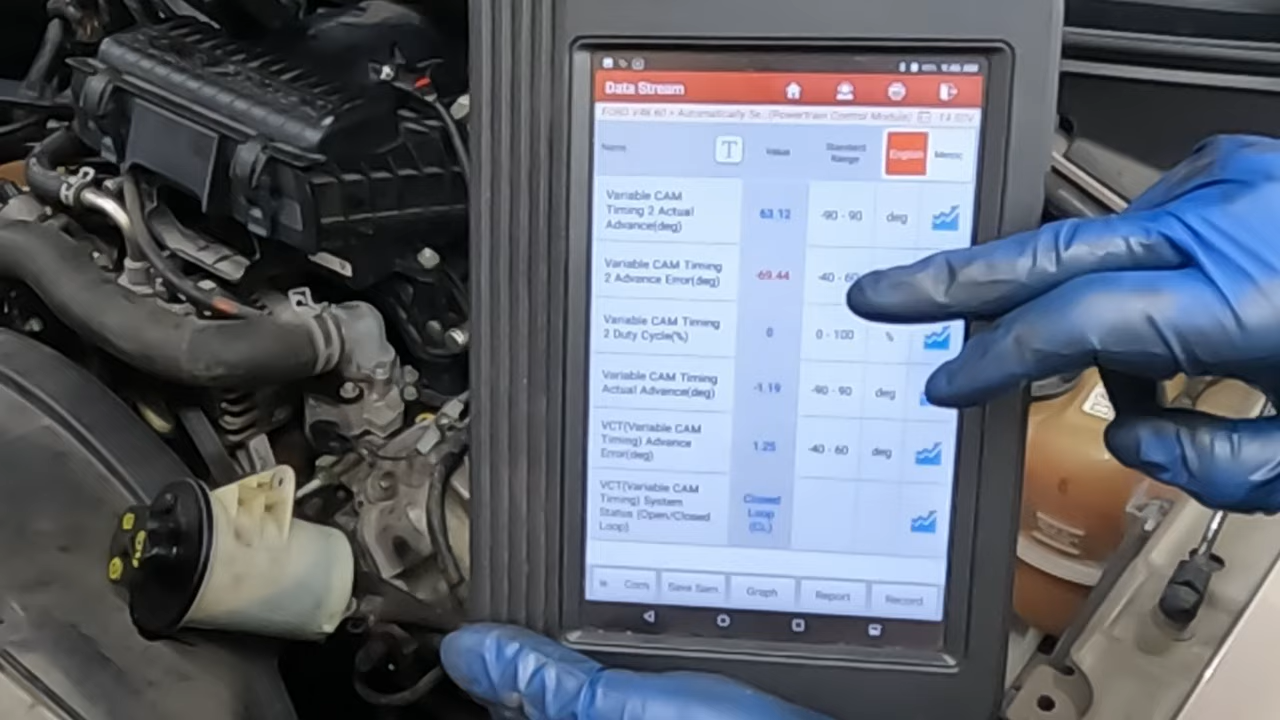 Data Stream
Name
T
Value
Standard
Range
English
Metric
Variable CAM
Timing 2 Actual
Advance(deg)
63.12
-90 - 90
deg
Variable CAM Timing
2 Advance Error(deg)
-69.44
-40 - 60
Variable CAM Timing
2 Duty Cycle(%)
0
0 - 100
%
Variable CAM Timing
Actual Advance(deg)
-1.19
-90 - 90
deg
VCT(Variable CAM
Timing) Advance
Error(deg)
1.25
-40 - 60
deg
VCT(Variable CAM
Timing) System
Status (Open/Closed
Loop)
Closed
Loop
(CL)
Graph
Report
Record